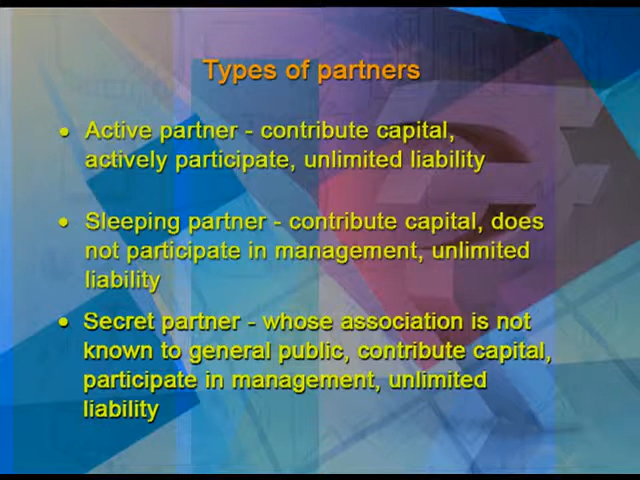 Types of partners
• Active partner - contribute capital,
actively participate, unlimited liability
• Sleeping partner - contribute capital, does
not participate in management, unlimited
liability
• Secret partner - whose association is not
known to general public, contribute capital,
participate in management, unlimited
liability